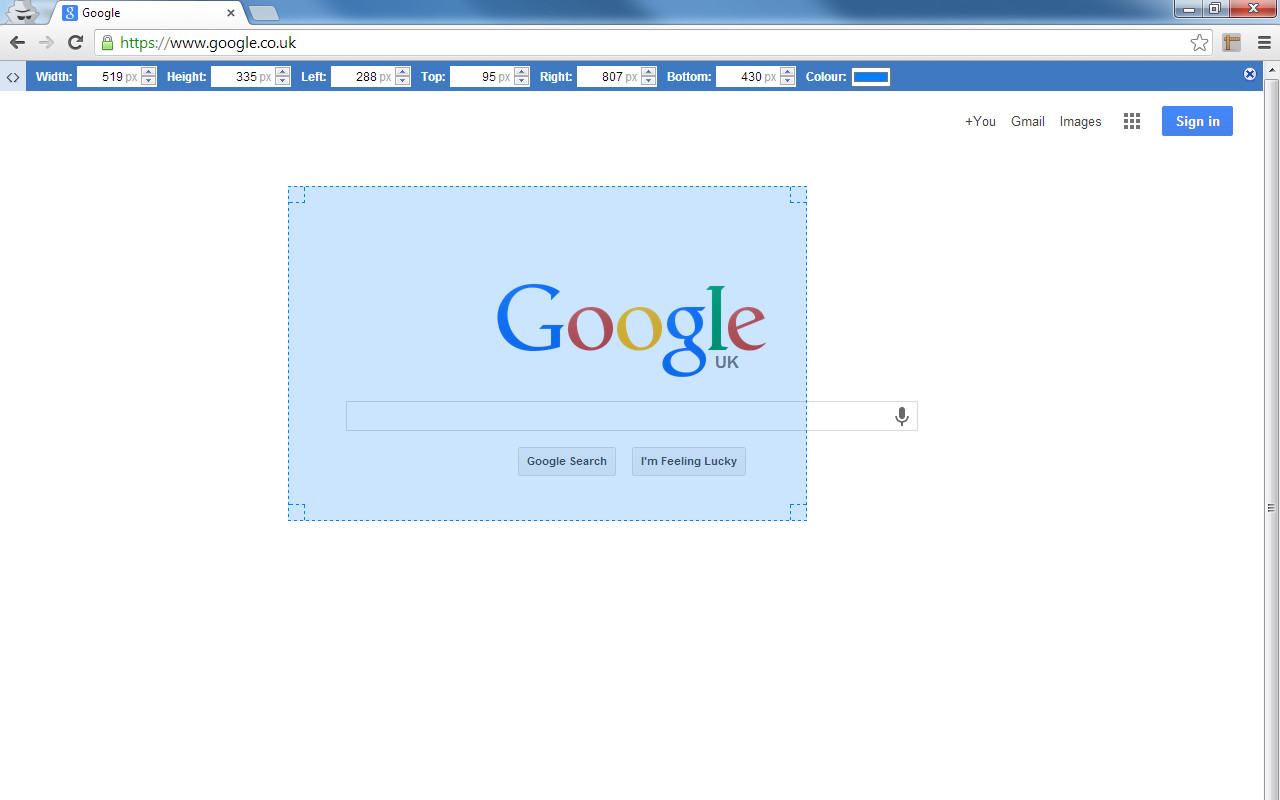 Google
https://www.google.co.uk
Width: 519 px Height: 335 px Left: 288 px Top: 95 px Right: 807 px Bottom: 430 px Colour:
+You Gmail Images Sign in
Google
UK
Google Search I'm Feeling Lucky